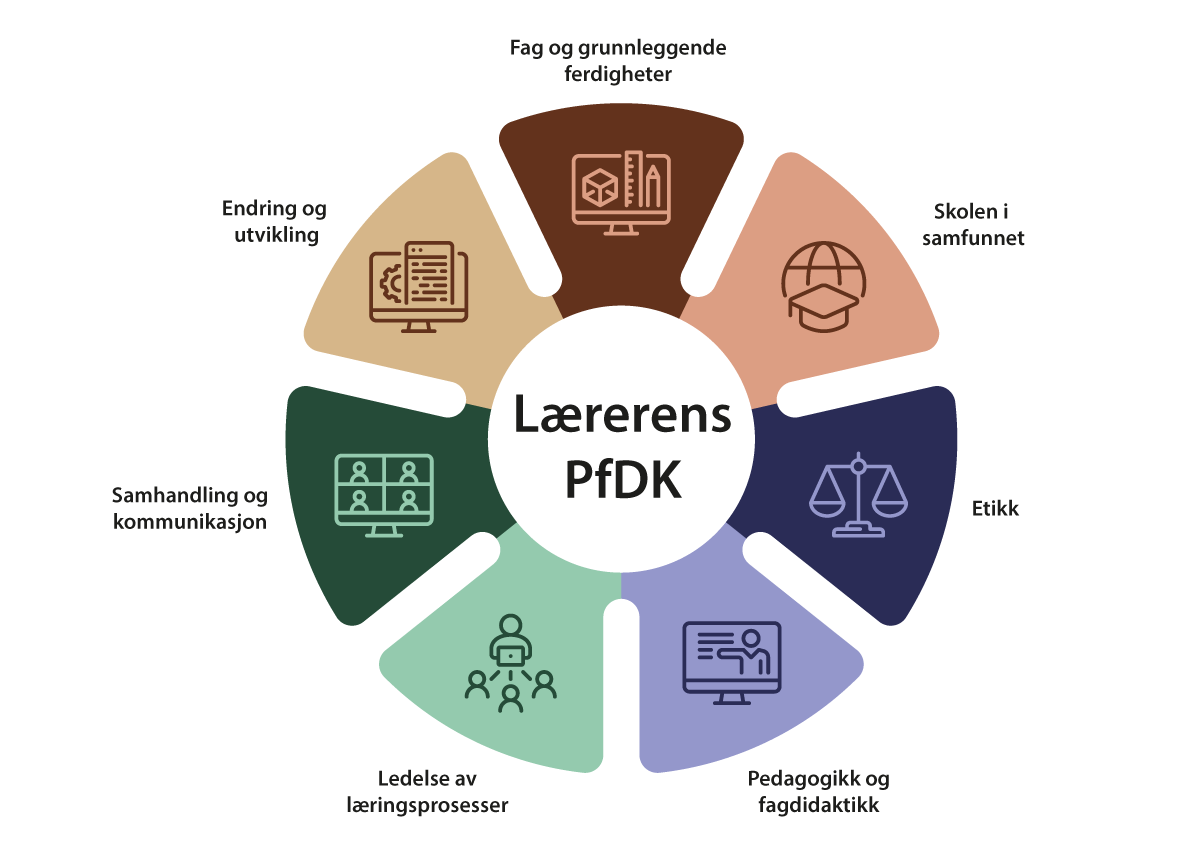 Fag og grunnleggende
ferdigheter
Skolen i
samfunnet
Etikk
Pedagogikk og
fagdidaktikk
Ledelse av
læringsprosesser
Samhandling og
kommunikasjon
Endring og
utvikling
Lærerens
PfDK